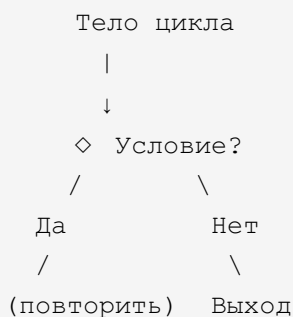 Тело цикла
|
↓
◇ Условие?
/ \
Да Нет
/ \
(повторить) Выход